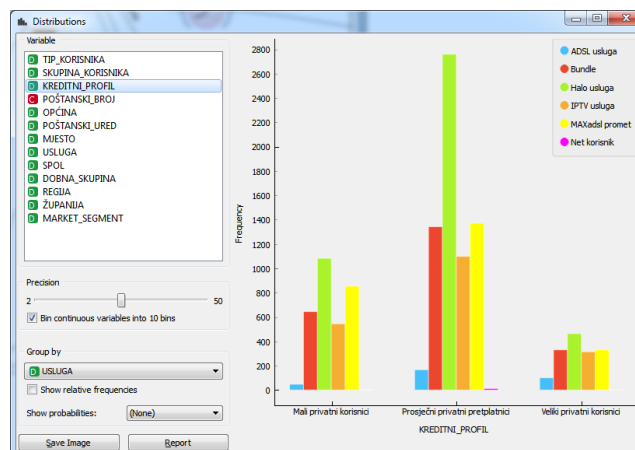 Distributions
Variable
D TIP_KORISNIKA
D SKUPINA_KORISNIKA
D KREDITNI_PROFIL
C POŠTANSKI_BROJ
D OPĆINA
D POŠTANSKI_URED
D MJESTO
D USLUGA
D SPOL
D DOBNA_SKUPINA
D REGIJA
D ŽUPANIJA
D MARKET_SEGMENT
Precision
2 50
Bin continuous variables into 10 bins
Group by
D USLUGA
Show relative frequencies
Show probabilities: (None)
Save Image Report
Frequency
2800
2600
2400
2200
2000
1800
1600
1400
1200
1000
800
600
400
200
0
Mali privatni korisnici Prosječni privatni pretplatnici Veliki privatni korisnici
KREDITNI_PROFIL
ADSL usluga
Bundle
Halo usluga
IPTV usluga
MAXadsl promet
Net korisnik